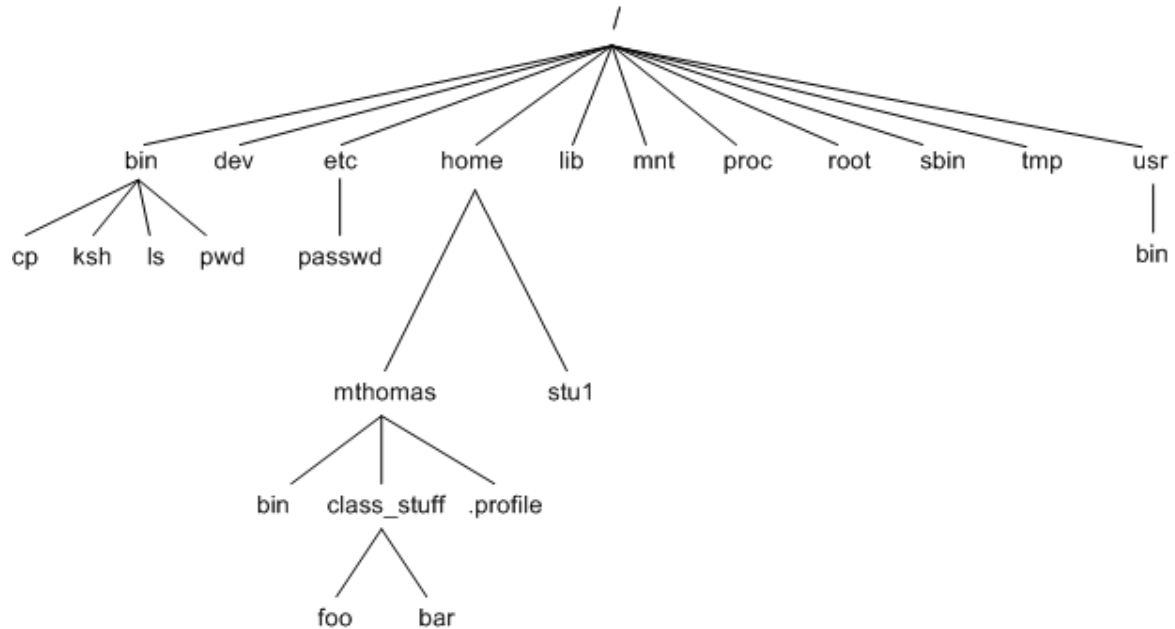 /
bin dev etc home lib mnt proc root sbin tmp usr
cp ksh ls pwd passwd bin
mthomas stu1
bin class_stuff .profile
foo bar